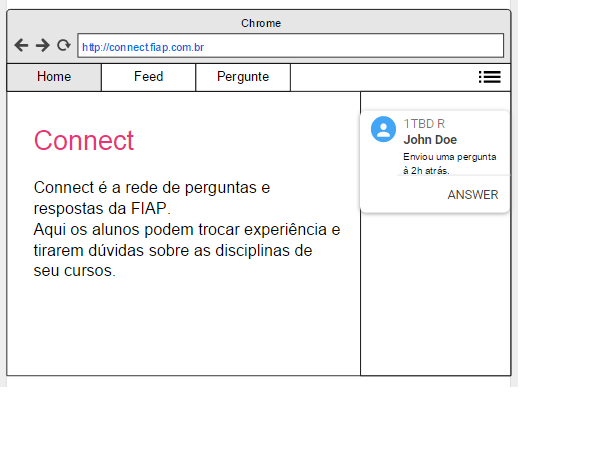 Chrome
http://connect.fiap.com.br
Home
Feed
Pergunte
Connect
Connect é a rede de perguntas e
respostas da FIAP.
Aqui os alunos podem trocar experiência e
tirarem dúvidas sobre as disciplinas de
seu cursos.
1TBD R
John Doe
Enviou uma pergunta
à 2h atrás.
ANSWER